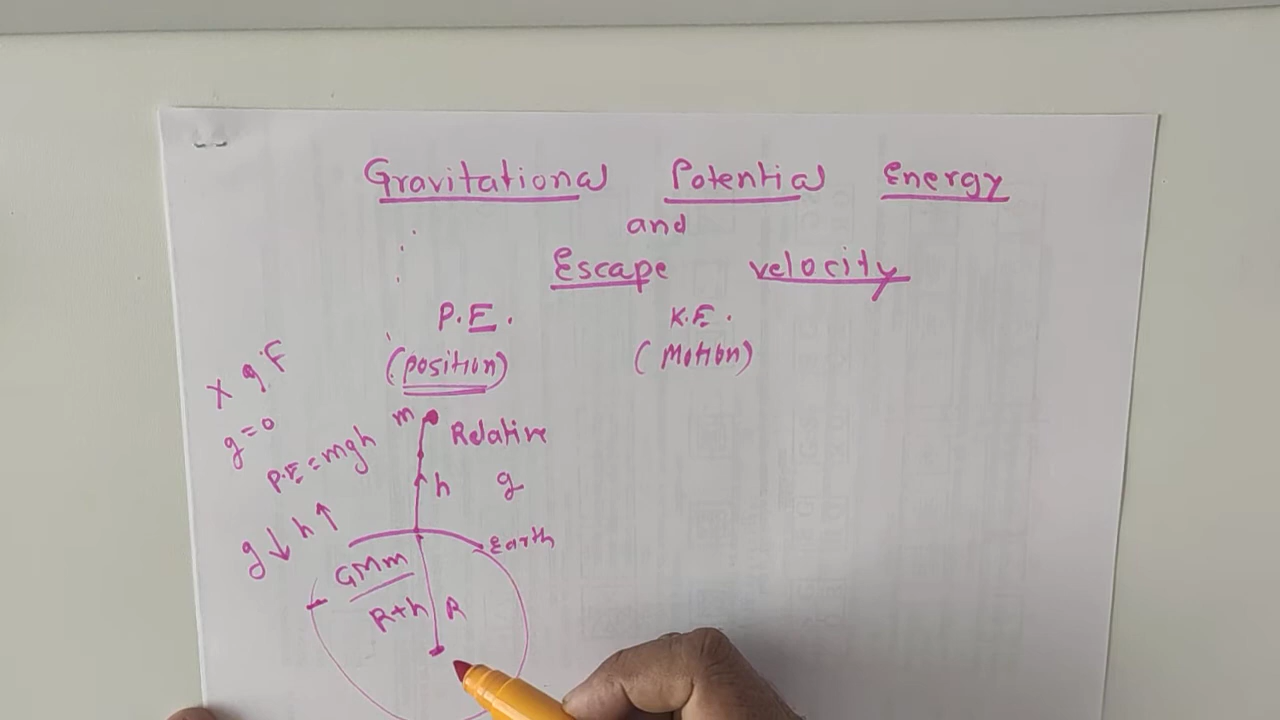 Gravitational Potential Energy
and
Escape velocity
P.E. K.E.
(position) (Motion)
x g.F
g=0
P.E=mgh
g↓ h↑
m
Relative
h g
Earth
GMm
R+h R